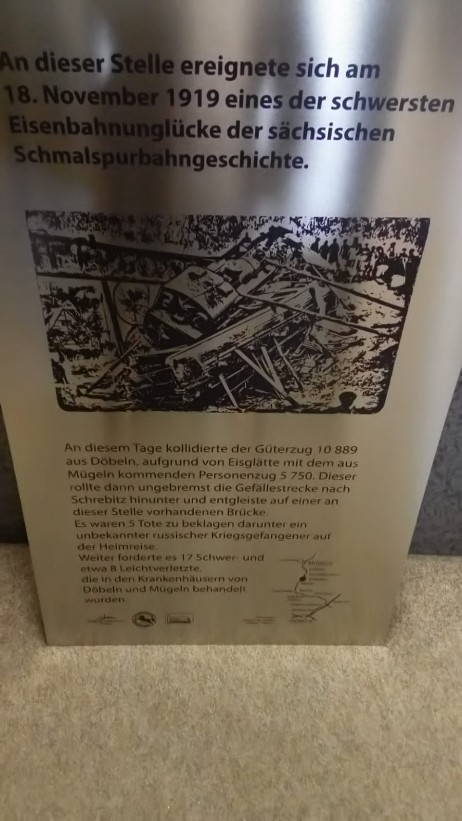 An dieser Stelle ereignete sich am
18. November 1919 eines der schwersten
Eisenbahnunglücke der sächsischen
Schmalspurbahngeschichte.
An diesem Tage kollidierte der Güterzug 10 889
aus Döbeln, aufgrund von Eisglätte mit dem aus
Mügeln kommenden Personenzug 5 750. Dieser
rollte dann ungebremst die Gefällestrecke nach
Schrebitz hinunter und entgleiste auf einer an
dieser Stelle vorhandenen Brücke.
Es waren 5 Tote zu beklagen darunter ein
unbekannter russischer Kriegsgefangener auf
der Heimreise.
Weiter forderte es 17 Schwer- und
etwa 8 Leichtverletzte,
die in den Krankenhäusern von
Döbeln und Mügeln behandelt
wurden.